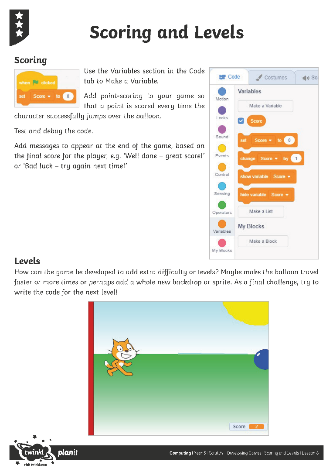 Scoring and Levels
Scoring
Use the Variables section in the Code
tab to Make a Variable.
when clicked
set Score to 0
Add point-scoring to your game so
that a point is scored every time the
character successfully jumps over the balloon.
Test and debug the code.
Add messages to appear at the end of the game, based on
the final score for the player, e.g. 'Well done – great score!'
or 'Bad luck – try again next time!'
Code
Costumes
Variables
Make a Variable
Score
set Score to 0
change Score by 1
show variable Score
hide variable Score
Make a List
My Blocks
Make a Block
Motion
Looks
Sound
Events
Control
Sensing
Operators
Variables
My Blocks
Levels
How can the game be developed to add extra difficulty or levels? Maybe make the balloon travel
faster or more times or perhaps add a whole new backdrop or sprite. As a final challenge, try to
write the code for the next level!
Score
twinkl
planit
Computing
Scoring and Levels